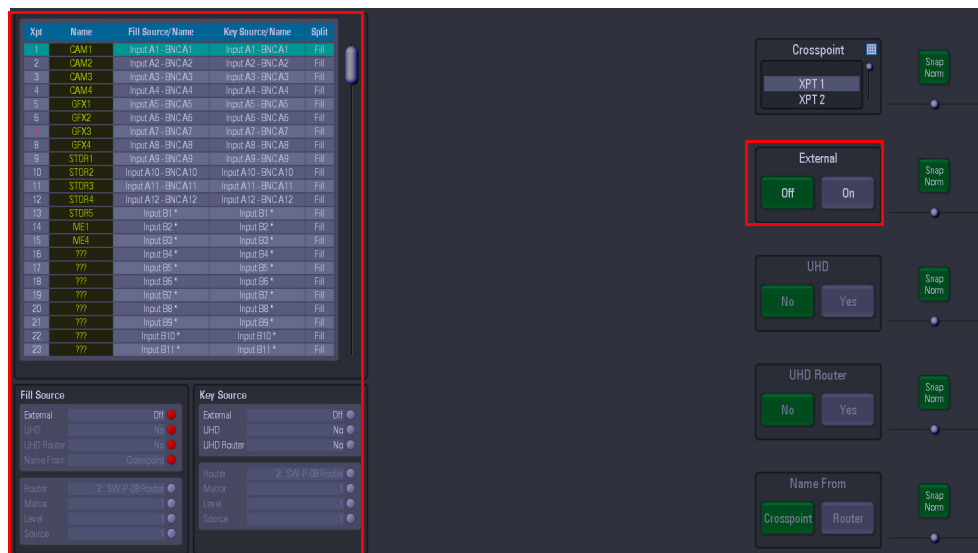 Xpt Name Fill Source/Name Key Source/Name Split
1 CAM1 Input A1 - BNC A1 Input A1 - BNC A1 Fill
2 CAM2 Input A2 - BNC A2 Input A2 - BNC A2 Fill
3 CAM3 Input A3 - BNC A3 Input A3 - BNC A3 Fill
4 CAM4 Input A4 - BNC A4 Input A4 - BNC A4 Fill
5 GFX1 Input A5 - BNC A5 Input A5 - BNC A5 Fill
6 GFX2 Input A6 - BNC A6 Input A6 - BNC A6 Fill
GFX3 Input A7 - BNC A7 Input A7 - BNC A7 Fill
8 GFX4 Input A8 - BNC A8 Input A8 - BNC A8 Fill
9 STOR1 Input A9 - BNC A9 Input A9 - BNC A9 Fill
10 STOR2 Input A10 - BNC A10 Input A10 - BNC A10 Fill
11 STOR3 Input A11 - BNC A11 Input A11 - BNC A11 Fill
12 STOR4 Input A12 - BNC A12 Input A12 - BNC A12 Fill
13 STOR5 Input B1 * Input B1 * Fill
14 ME1 Input B2 * Input B2 * Fill
15 ME4 Input B3 * Input B3 * Fill
16 ??? Input B4 * Input B4 * Fill
17 ??? Input B5 * Input B5 * Fill
18 ??? Input B6 * Input B6 * Fill
19 ??? Input B7 * Input B7 * Fill
20 ??? Input B8 * Input B8 * Fill
21 ??? Input B9 * Input B9 * Fill
22 ??? Input B10 * Input B10 * Fill
23 ??? Input B11 * Input B11 * Fill
Fill Source
External Off
UHD No
UHD Router No
Name From Crosspoint
Router 2: SW-P-08 Router
Matrix 1
Level 1
Source 1
Key Source
External Off
UHD No
UHD Router No
Router 2: SW-P-08 Router
Matrix 1
Level 1
Source 1
Crosspoint
XPT 1
XPT 2
Snap
Norm
External
Off On
Snap
Norm
UHD
No Yes
Snap
Norm
UHD Router
No Yes
Snap
Norm
Name From
Crosspoint Router
Snap
Norm